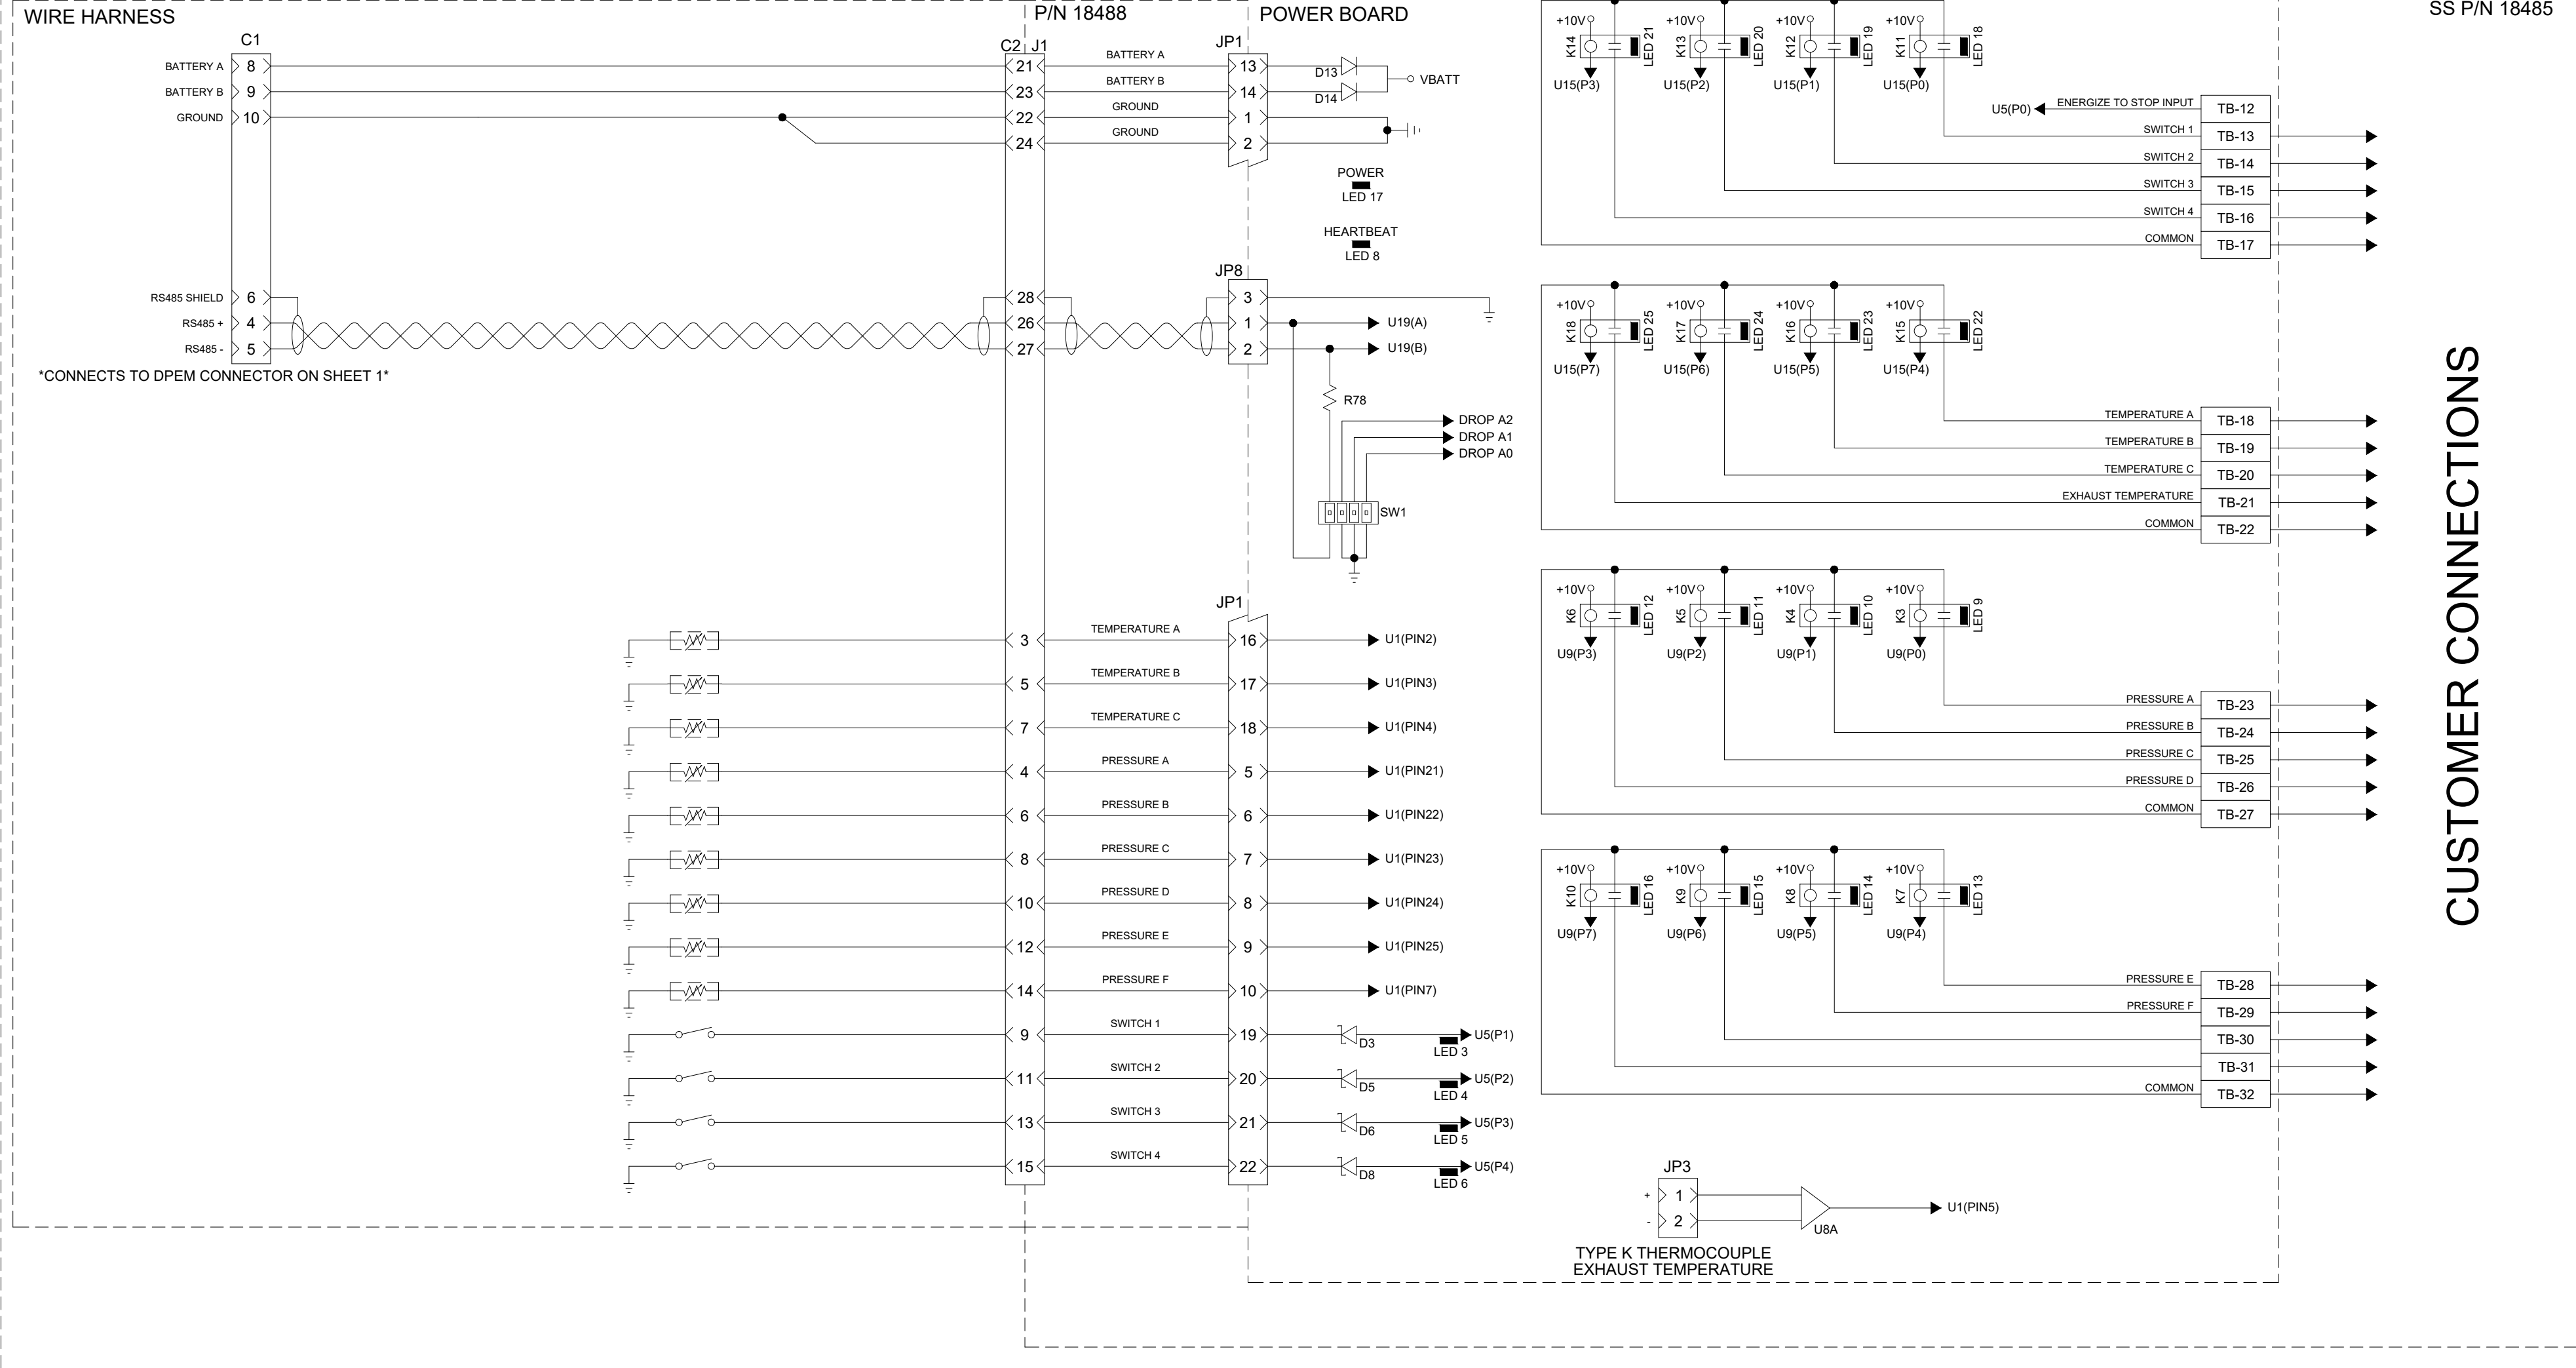 WIRE HARNESS
P/N 18488
POWER BOARD
SS P/N 18485
C1
C2 J1
JP1
BATTERY A 8
21 BATTERY A 13
D13
VBATT
BATTERY B 9
23 BATTERY B 14
D14
GROUND 10
22 GROUND 1
24 GROUND 2
POWER
LED 17
HEARTBEAT
LED 8
JP8
RS485 SHIELD 6
28
3
RS485 + 4
26
1
U19(A)
RS485 - 5
27
2
U19(B)
*CONNECTS TO DPEM CONNECTOR ON SHEET 1*
R78
DROP A2
DROP A1
DROP A0
SW1
JP1
3 TEMPERATURE A 16 U1(PIN2)
5 TEMPERATURE B 17 U1(PIN3)
7 TEMPERATURE C 18 U1(PIN4)
4 PRESSURE A 5 U1(PIN21)
6 PRESSURE B 6 U1(PIN22)
8 PRESSURE C 7 U1(PIN23)
10 PRESSURE D 8 U1(PIN24)
12 PRESSURE E 9 U1(PIN25)
14 PRESSURE F 10 U1(PIN7)
9 SWITCH 1 19 D3 LED 3 U5(P1)
11 SWITCH 2 20 D5 LED 4 U5(P2)
13 SWITCH 3 21 D6 LED 5 U5(P3)
15 SWITCH 4 22 D8 LED 6 U5(P4)
+10V +10V +10V +10V
K14 LED 21 K13 LED 20 K12 LED 19 K11 LED 18
U15(P3) U15(P2) U15(P1) U15(P0)
U5(P0) ENERGIZE TO STOP INPUT TB-12
SWITCH 1 TB-13
SWITCH 2 TB-14
SWITCH 3 TB-15
SWITCH 4 TB-16
COMMON TB-17
+10V +10V +10V +10V
K18 LED 25 K17 LED 24 K16 LED 23 K15 LED 22
U15(P7) U15(P6) U15(P5) U15(P4)
TEMPERATURE A TB-18
TEMPERATURE B TB-19
TEMPERATURE C TB-20
EXHAUST TEMPERATURE TB-21
COMMON TB-22
+10V +10V +10V +10V
K6 LED 12 K5 LED 11 K4 LED 10 K3 LED 9
U9(P3) U9(P2) U9(P1) U9(P0)
PRESSURE A TB-23
PRESSURE B TB-24
PRESSURE C TB-25
PRESSURE D TB-26
COMMON TB-27
+10V +10V +10V +10V
K10 LED 16 K9 LED 15 K8 LED 14 K7 LED 13
U9(P7) U9(P6) U9(P5) U9(P4)
PRESSURE E TB-28
PRESSURE F TB-29
TB-30
TB-31
COMMON TB-32
JP3
+ 1
- 2
U8A
U1(PIN5)
TYPE K THERMOCOUPLE
EXHAUST TEMPERATURE
CUSTOMER CONNECTIONS